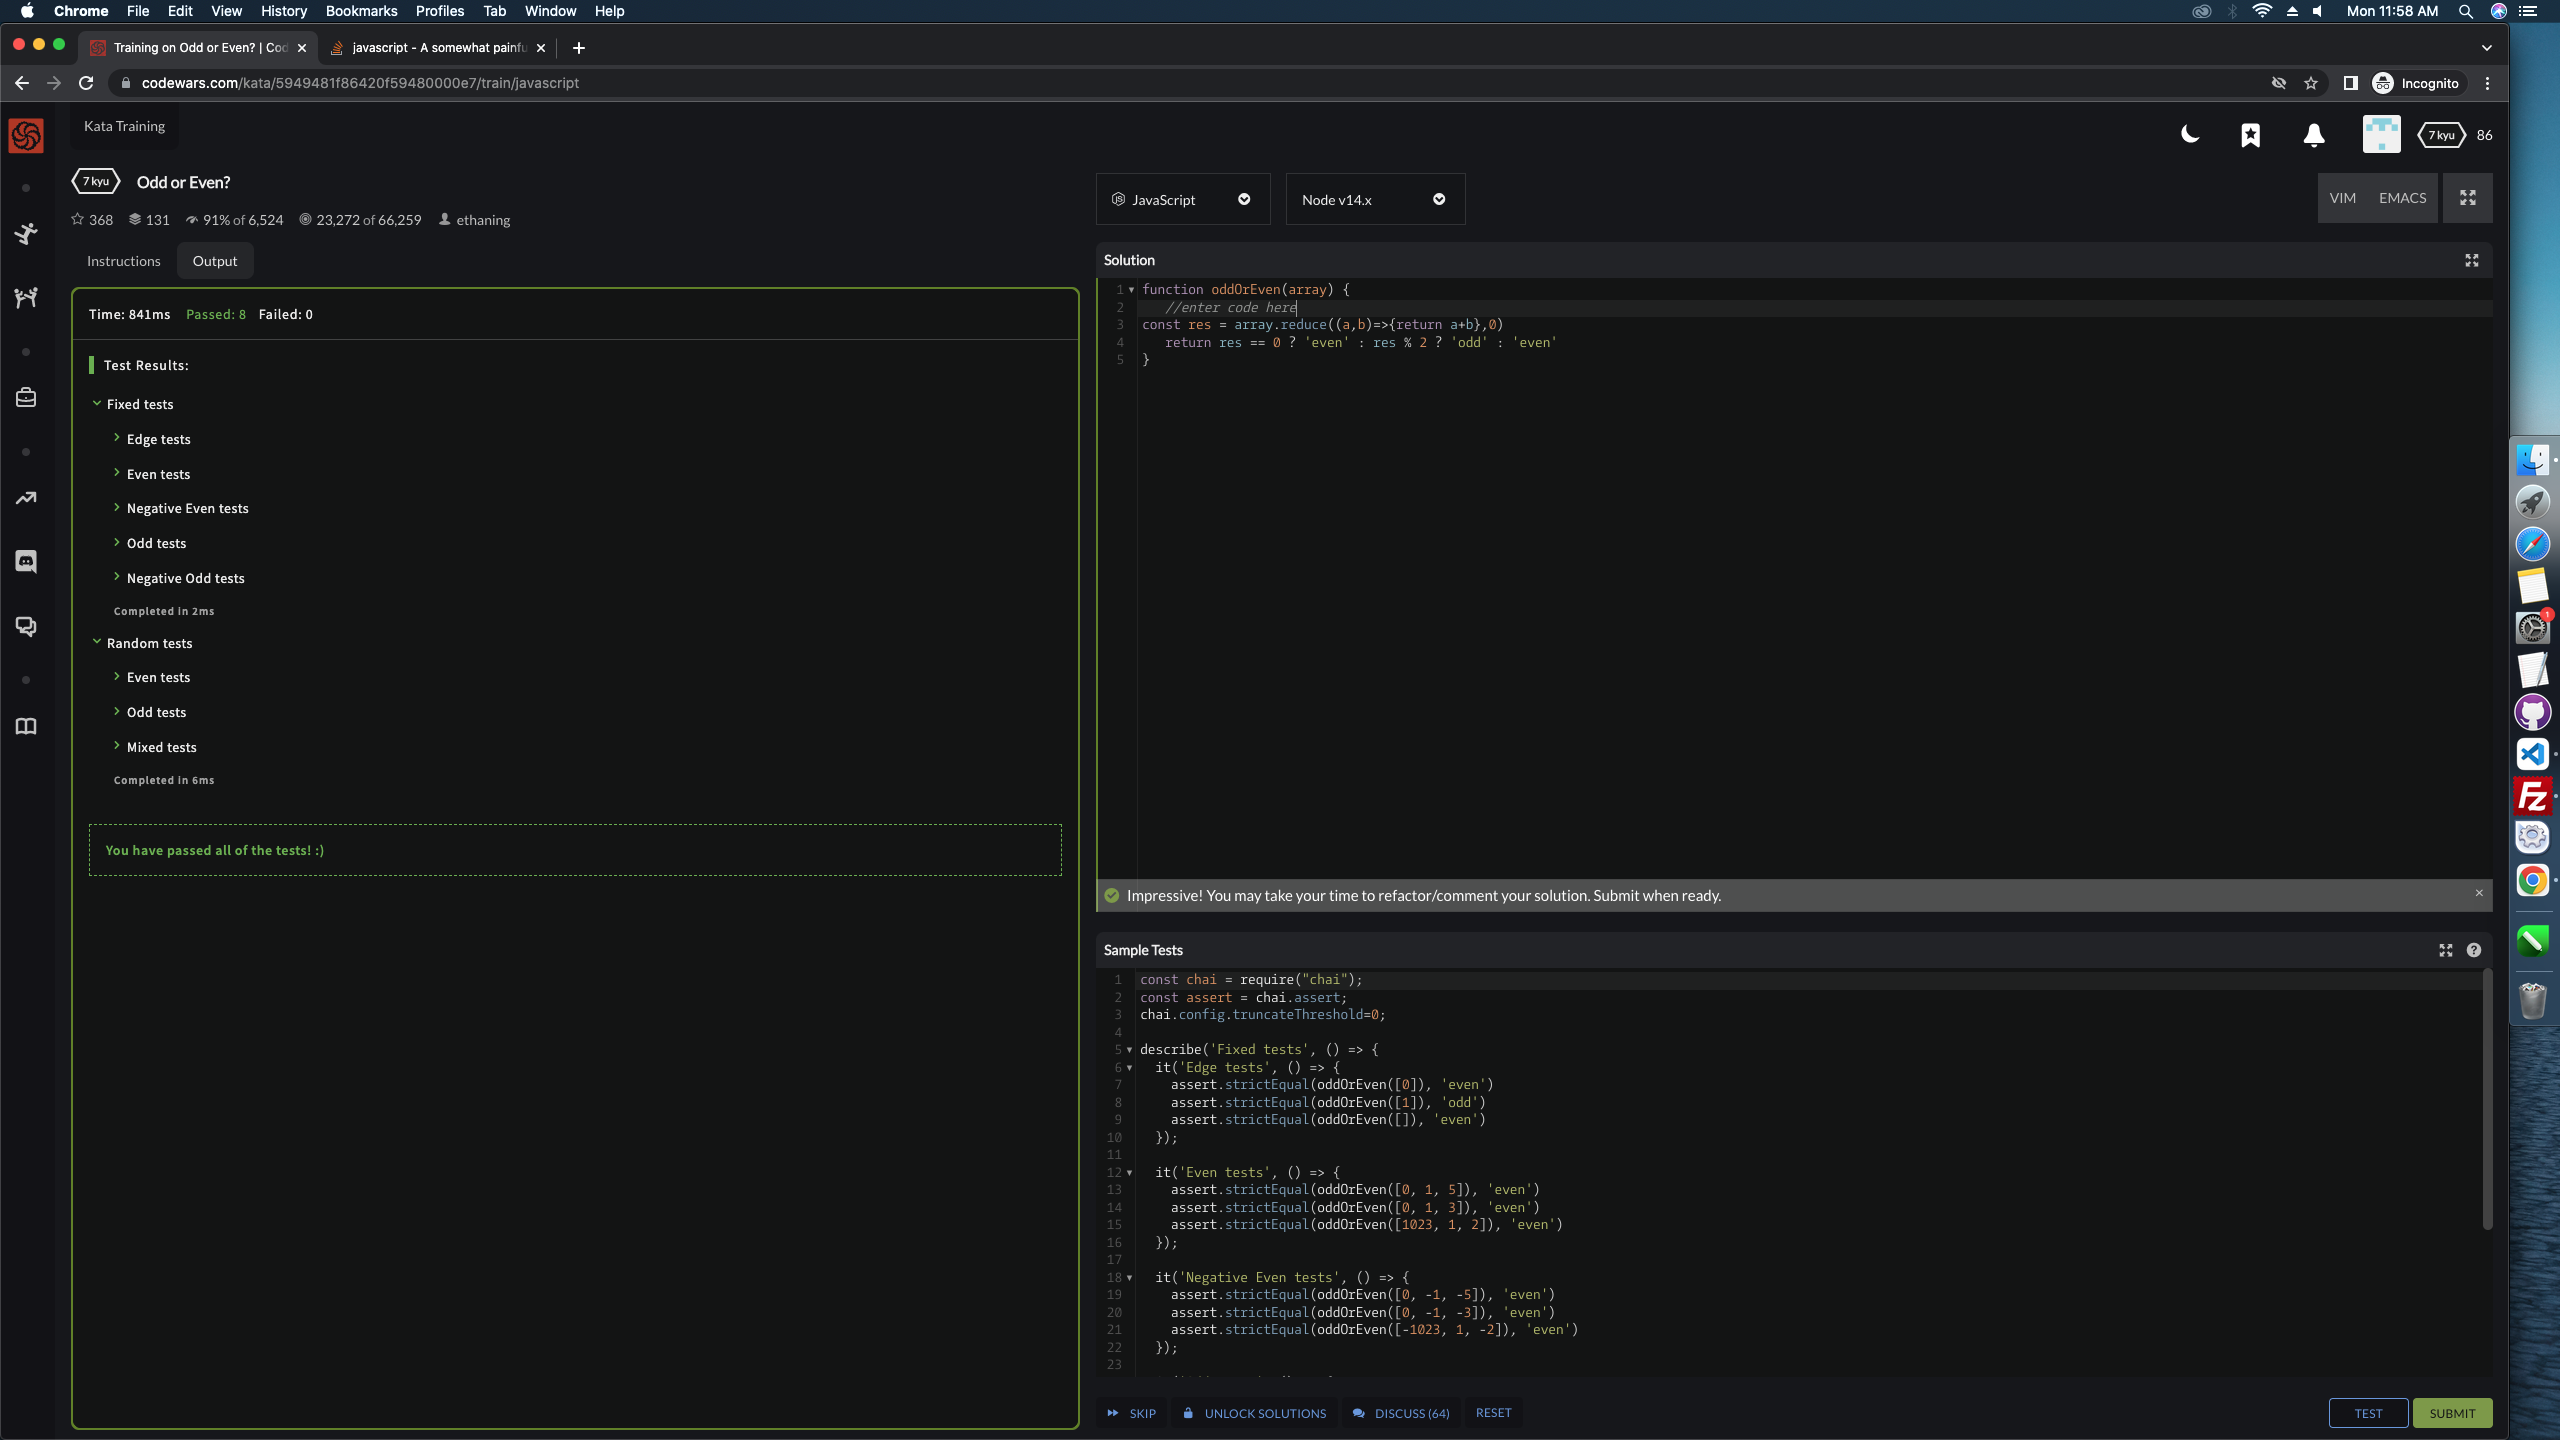 Chrome File Edit View History Bookmarks Profiles Tab Window Help
Mon 11:58 AM
Training on Odd or Even? | Cod
javascript - A somewhat painfu
codewars.com/kata/5949481f86420f59480000e7/train/javascript
Incognito
Kata Training
7 kyu 86
7 kyu Odd or Even?
368 131 91% of 6,524 23,272 of 66,259 ethaning
JavaScript
Node v14.x
VIM EMACS
Instructions Output
Time: 841ms Passed: 8 Failed: 0
Test Results:
Fixed tests
Edge tests
Even tests
Negative Even tests
Odd tests
Negative Odd tests
Completed in 2ms
Random tests
Even tests
Odd tests
Mixed tests
Completed in 6ms
You have passed all of the tests! :)
Solution
1 function oddOrEven(array) {
2 //enter code here
3 const res = array.reduce((a,b)=>{return a+b},0)
4 return res == 0 ? 'even' : res % 2 ? 'odd' : 'even'
5 }
Impressive! You may take your time to refactor/comment your solution. Submit when ready.
Sample Tests
1 const chai = require("chai");
2 const assert = chai.assert;
3 chai.config.truncateThreshold=0;
4
5 describe('Fixed tests', () => {
6 it('Edge tests', () => {
7 assert.strictEqual(oddOrEven([0]), 'even')
8 assert.strictEqual(oddOrEven([1]), 'odd')
9 assert.strictEqual(oddOrEven([]), 'even')
10 });
11
12 it('Even tests', () => {
13 assert.strictEqual(oddOrEven([0, 1, 5]), 'even')
14 assert.strictEqual(oddOrEven([0, 1, 3]), 'even')
15 assert.strictEqual(oddOrEven([1023, 1, 2]), 'even')
16 });
17
18 it('Negative Even tests', () => {
19 assert.strictEqual(oddOrEven([0, -1, -5]), 'even')
20 assert.strictEqual(oddOrEven([0, -1, -3]), 'even')
21 assert.strictEqual(oddOrEven([-1023, 1, -2]), 'even')
22 });
23
SKIP UNLOCK SOLUTIONS DISCUSS (64) RESET
TEST SUBMIT
1
Fz